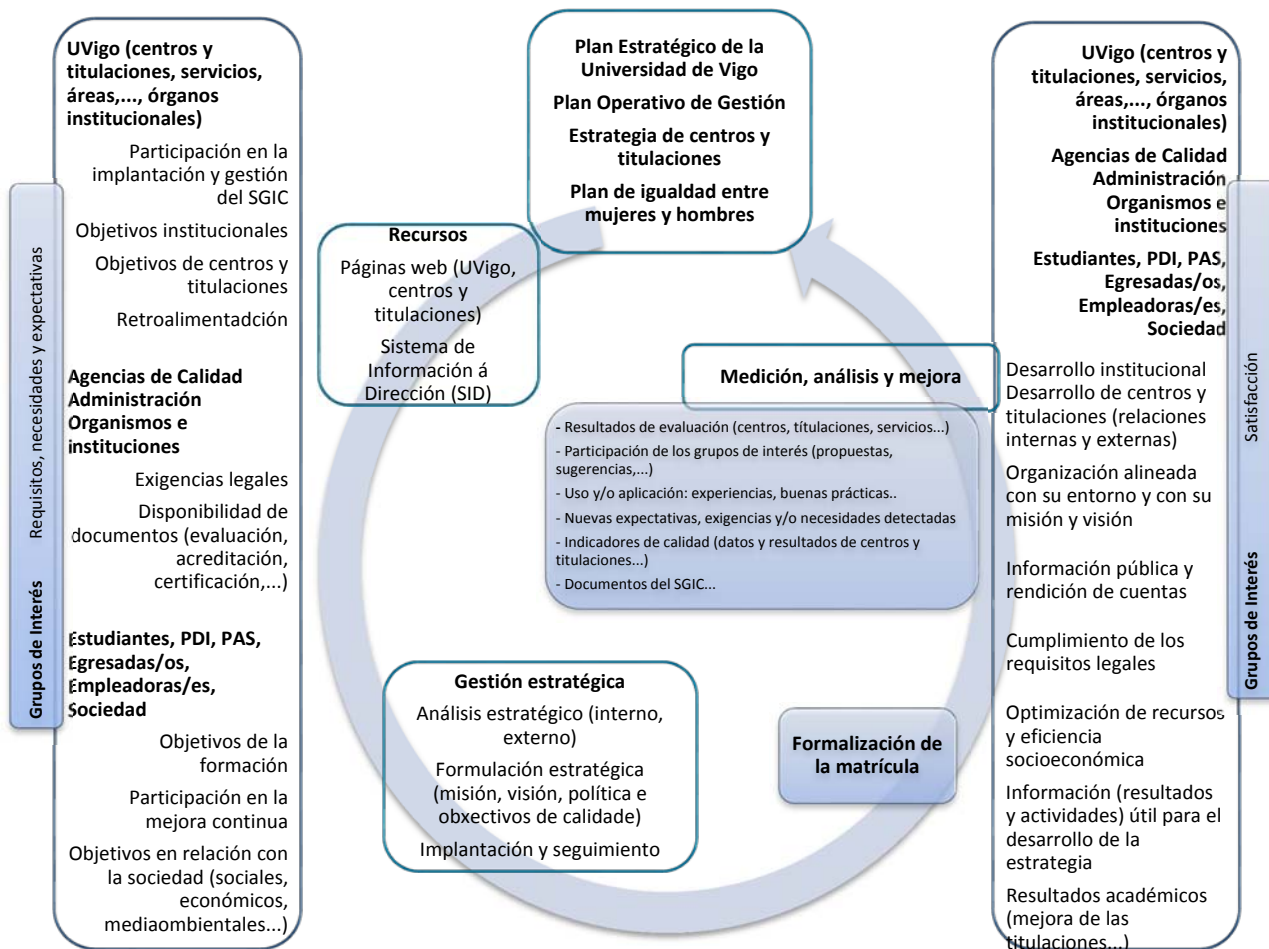 UVigo (centros y
titulaciones, servicios,
áreas,..., órganos
institucionales)
Participación en la
implantación y gestión
del SGIC
Objetivos institucionales
Objetivos de centros y
titulaciones
Retroalimentadción
Agencias de Calidad
Administración
Organismos e
instituciones
Exigencias legales
Disponibilidad de
documentos (evaluación,
acreditación,
certificación,...)
Estudiantes, PDI, PAS,
Egresadas/os,
Empleadoras/es,
Sociedad
Objetivos de la
formación
Participación en la
mejora continua
Objetivos en relación con
la sociedad (sociales,
económicos,
mediaombientales...)
Grupos de Interés
Requisitos, necesidades y expectativas
Plan Estratégico de la
Universidad de Vigo
Plan Operativo de Gestión
Estrategia de centros y
titulaciones
Plan de igualdad entre
mujeres y hombres
Recursos
Páginas web (UVigo,
centros y
titulaciones)
Sistema de
Información á
Dirección (SID)
Medición, análisis y mejora
- Resultados de evaluación (centros, títulaciones, servicios...)
- Participación de los grupos de interés (propuestas,
sugerencias,...)
- Uso y/o aplicación: experiencias, buenas prácticas..
- Nuevas expectativas, exigencias y/o necesidades detectadas
- Indicadores de calidad (datos y resultados de centros y
titulaciones...)
- Documentos del SGIC...
Gestión estratégica
Análisis estratégico (interno,
externo)
Formulación estratégica
(misión, visión, política e
obxectivos de calidade)
Implantación y seguimiento
Formalización de
la matrícula
UVigo (centros y
titulaciones, servicios,
áreas,..., órganos
institucionales)
Agencias de Calidad
Administración
Organismos e
instituciones
Estudiantes, PDI, PAS,
Egresadas/os,
Empleadoras/es,
Sociedad
Desarrollo institucional
Desarrollo de centros y
titulaciones (relaciones
internas y externas)
Organización alineada
con su entorno y con su
misión y visión
Información pública y
rendición de cuentas
Cumplimiento de los
requisitos legales
Optimización de recursos
y eficiencia
socioeconómica
Información (resultados
y actividades) útil para el
desarrollo de la
estrategia
Resultados académicos
(mejora de las
titulaciones...)
Grupos de Interés
Satisfacción